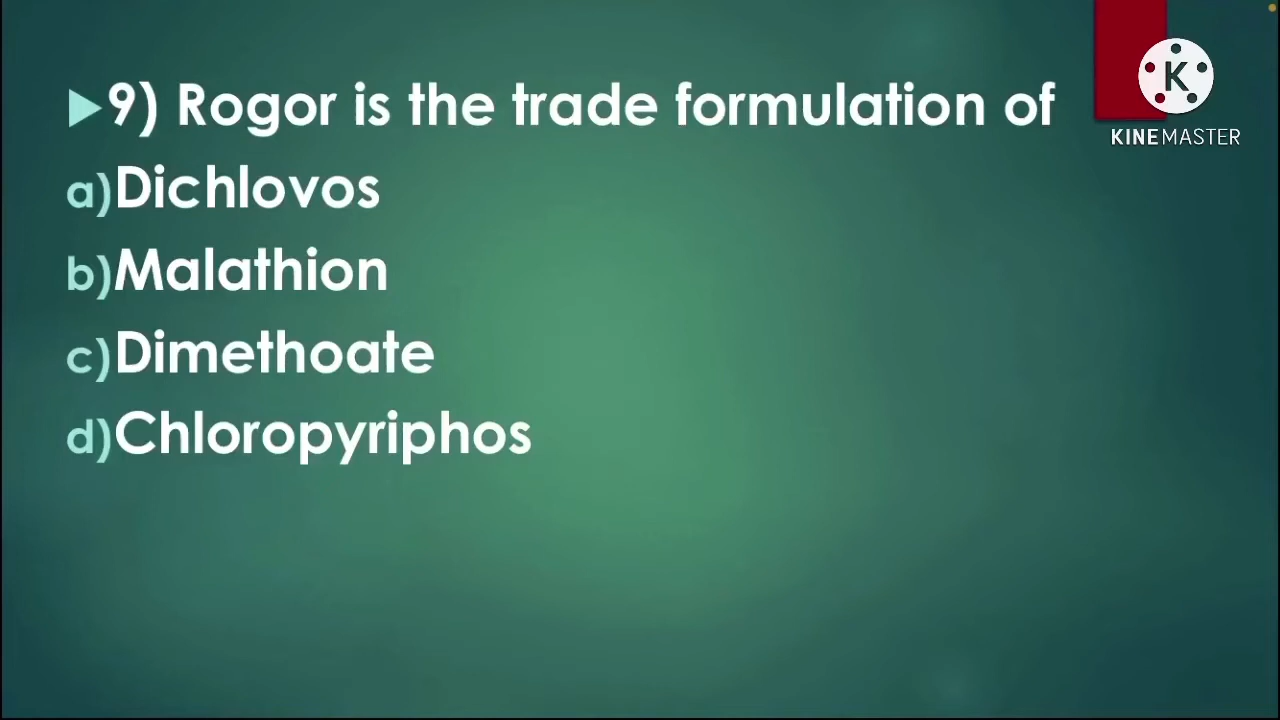 9) Rogor is the trade formulation of
a)Dichlovos
b)Malathion
c)Dimethoate
d)Chloropyriphos
K
KINEMASTER